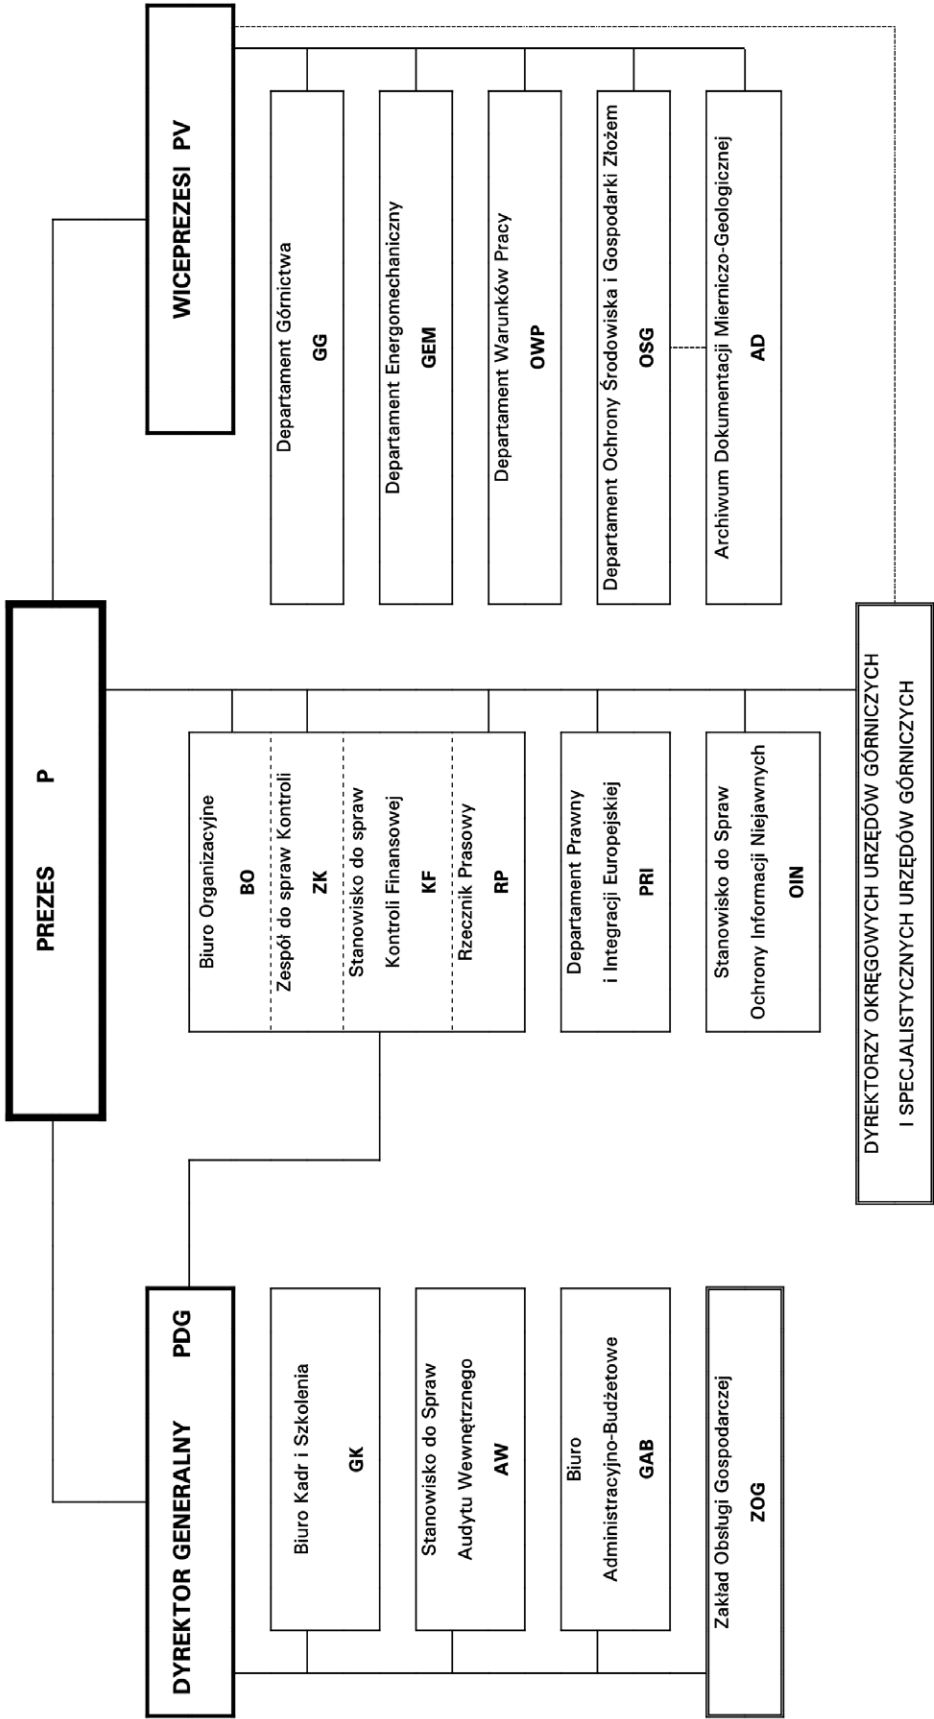 PREZES P
DYREKTOR GENERALNY PDG
WICEPREZESI PV
Biuro Kadr i Szkolenia
GK
Stanowisko do Spraw
Audytu Wewnętrznego
AW
Biuro
Administracyjno-Budżetowe
GAB
Zakład Obsługi Gospodarczej
ZOG
Biuro Organizacyjne
BO
Zespół do spraw Kontroli
ZK
Stanowisko do spraw
Kontroli Finansowej
KF
Rzecznik Prasowy
RP
Departament Prawny
i Integracji Europejskiej
PRI
Stanowisko do Spraw
Ochrony Informacji Niejawnych
OIN
Departament Górnictwa
GG
Departament Energomechaniczny
GEM
Departament Warunków Pracy
OWP
Departament Ochrony Środowiska i Gospodarki Złożem
OSG
Archiwum Dokumentacji Mierniczo-Geologicznej
AD
DYREKTORZY OKRĘGOWYCH URZĘDÓW GÓRNICZYCH
I SPECJALISTYCZNYCH URZĘDÓW GÓRNICZYCH